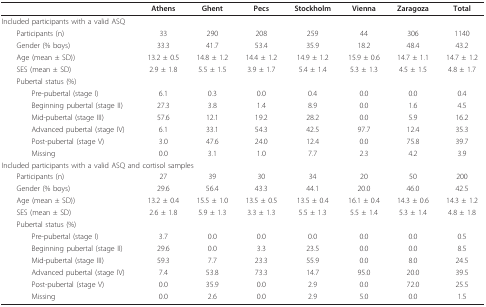 Athens Ghent Pecs Stockholm Vienna Zaragoza Total
Included participants with a valid ASQ
Participants (n) 33 290 208 259 44 306 1140
Gender (% boys) 33.3 41.7 53.4 35.9 18.2 48.4 43.2
Age (mean ± SD)) 13.2 ± 0.5 14.8 ± 1.2 14.4 ± 1.2 14.9 ± 1.2 15.9 ± 0.6 14.7 ± 1.1 14.7 ± 1.2
SES (mean ± SD) 2.9 ± 1.8 5.5 ± 1.5 3.9 ± 1.7 5.4 ± 1.4 5.3 ± 1.3 4.5 ± 1.5 4.8 ± 1.7
Pubertal status (%)
Pre-pubertal (stage I) 6.1 0.3 0.0 0.4 0.0 0.0 0.4
Beginning pubertal (stage II) 27.3 3.8 1.4 8.9 0.0 1.6 4.5
Mid-pubertal (stage III) 57.6 12.1 19.2 28.2 0.0 5.9 16.2
Advanced pubertal (stage IV) 6.1 33.1 54.3 42.5 97.7 12.4 35.3
Post-pubertal (stage V) 3.0 47.6 24.0 12.4 0.0 75.8 39.7
Missing 0.0 3.1 1.0 7.7 2.3 4.2 3.9
Included participants with a valid ASQ and cortisol samples
Participants (n) 27 39 30 34 20 50 200
Gender (% boys) 29.6 56.4 43.3 44.1 20.0 46.0 42.5
Age (mean ± SD)) 13.2 ± 0.4 15.5 ± 1.0 13.5 ± 0.5 13.5 ± 0.4 16.1 ± 0.4 14.3 ± 0.6 14.3 ± 1.2
SES (mean ± SD) 2.6 ± 1.8 5.9 ± 1.3 3.3 ± 1.3 5.5 ± 1.3 5.5 ± 1.4 5.3 ± 1.4 4.8 ± 1.8
Pubertal status (%)
Pre-pubertal (stage I) 3.7 0.0 0.0 0.0 0.0 0.0 0.5
Beginning pubertal (stage II) 29.6 0.0 3.3 23.5 0.0 0.0 8.5
Mid-pubertal (stage III) 59.3 7.7 23.3 55.9 0.0 8.0 24.5
Advanced pubertal (stage IV) 7.4 53.8 73.3 14.7 95.0 20.0 39.5
Post-pubertal (stage V) 0.0 35.9 0.0 2.9 0.0 72.0 25.5
Missing 0.0 2.6 0.0 2.9 5.0 0.0 1.5